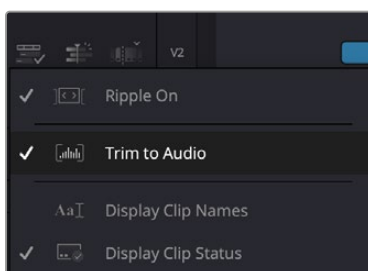 V2
Ripple On
Trim to Audio
Display Clip Names
Display Clip Status